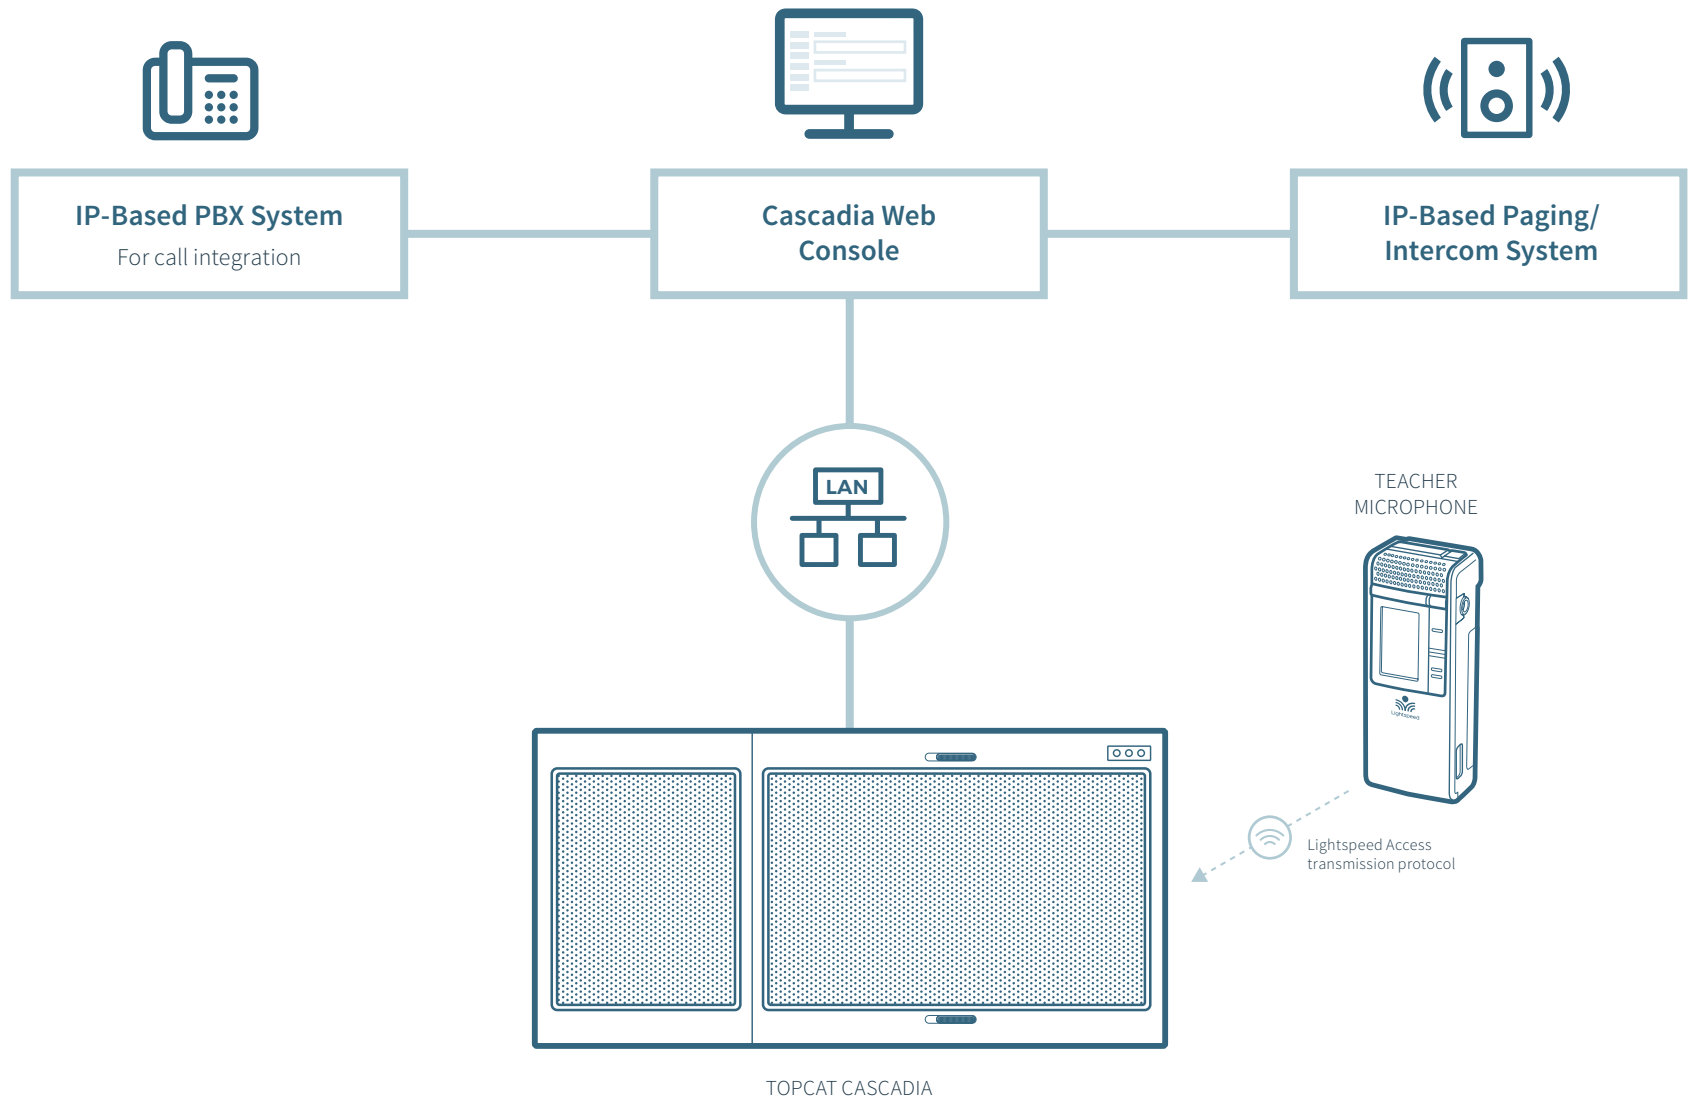 IP-Based PBX System
For call integration
Cascadia Web
Console
IP-Based Paging/
Intercom System
LAN
TEACHER
MICROPHONE
Lightspeed
Lightspeed Access
transmission protocol
TOPCAT CASCADIA